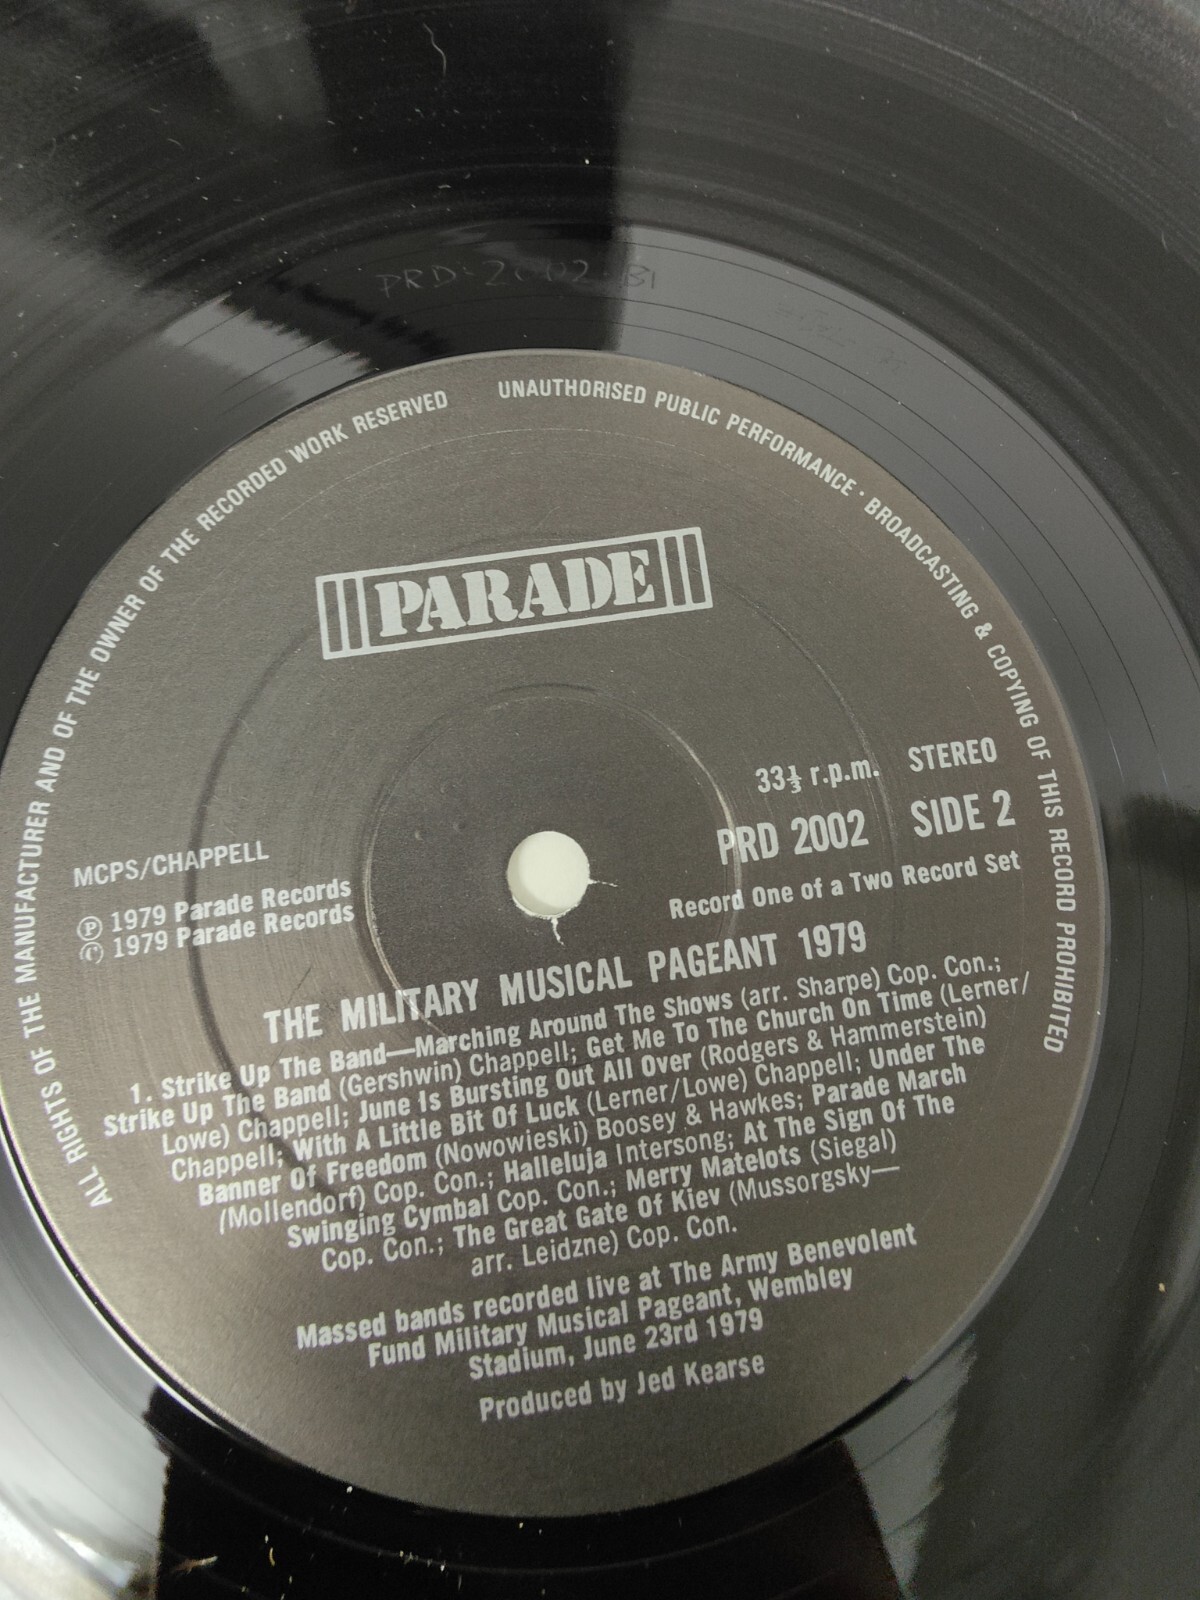 ALL RIGHTS OF THE MANUFACTURER AND OF THE OWNER OF THE RECORDED WORK RESERVED
UNAUTHORISED PUBLIC PERFORMANCE · BROADCASTING & COPYING OF THIS RECORD PROHIBITED
PARADE
33⅓ r.p.m. STEREO
PRD 2002 SIDE 2
Record One of a Two Record Set
MCPS/CHAPPELL
℗ 1979 Parade Records
© 1979 Parade Records
THE MILITARY MUSICAL PAGEANT 1979
1. Strike Up The Band—Marching Around The Shows (arr. Sharpe) Cop. Con.;
Strike Up The Band (Gershwin) Chappell; Get Me To The Church On Time (Lerner/
Lowe) Chappell; June Is Bursting Out All Over (Rodgers & Hammerstein)
Chappell; With A Little Bit Of Luck (Lerner/Lowe) Chappell; Under The
Banner Of Freedom (Nowowieski) Boosey & Hawkes; Parade March
(Mollendorf) Cop. Con.; Halleluja Intersong; At The Sign Of The
Swinging Cymbal Cop. Con.; Merry Matelots (Siegal)
Cop. Con.; The Great Gate Of Kiev (Mussorgsky—
arr. Leidzne) Cop. Con.
Massed bands recorded live at The Army Benevolent
Fund Military Musical Pageant, Wembley
Stadium, June 23rd 1979
Produced by Jed Kearse